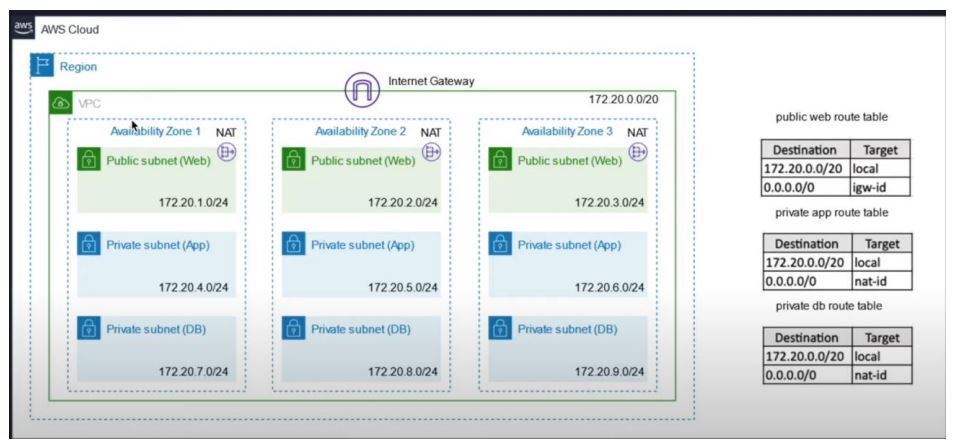 aws
AWS Cloud
Region
Internet Gateway
VPC
172.20.0.0/20
Availability Zone 1
NAT
Public subnet (Web)
172.20.1.0/24
Private subnet (App)
172.20.4.0/24
Private subnet (DB)
172.20.7.0/24
Availability Zone 2
NAT
Public subnet (Web)
172.20.2.0/24
Private subnet (App)
172.20.5.0/24
Private subnet (DB)
172.20.8.0/24
Availability Zone 3
NAT
Public subnet (Web)
172.20.3.0/24
Private subnet (App)
172.20.6.0/24
Private subnet (DB)
172.20.9.0/24
public web route table
Destination Target
172.20.0.0/20 local
0.0.0.0/0 igw-id
private app route table
Destination Target
172.20.0.0/20 local
0.0.0.0/0 nat-id
private db route table
Destination Target
172.20.0.0/20 local
0.0.0.0/0 nat-id